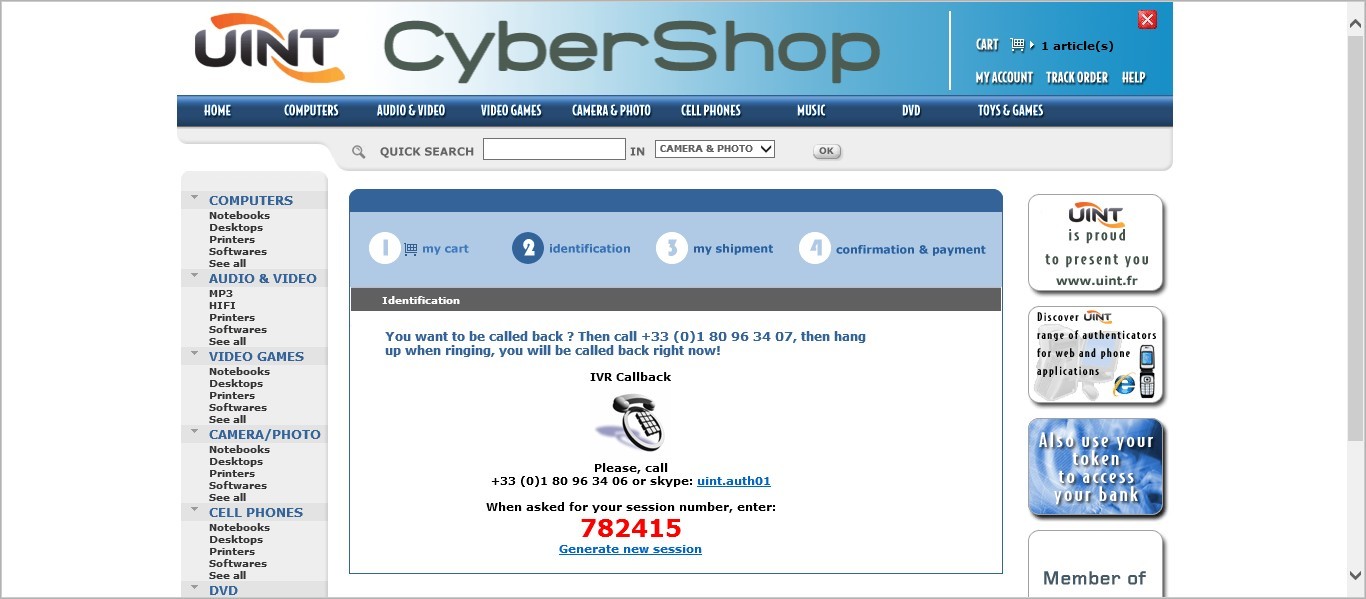 UINT CyberShop
CART 1 article(s)
MY ACCOUNT TRACK ORDER HELP
HOME COMPUTERS AUDIO & VIDEO VIDEO GAMES CAMERA & PHOTO CELL PHONES MUSIC DVD TOYS & GAMES
QUICK SEARCH IN CAMERA & PHOTO OK
COMPUTERS
Notebooks
Desktops
Printers
Softwares
See all
AUDIO & VIDEO
MP3
HIFI
Printers
Softwares
See all
VIDEO GAMES
Notebooks
Desktops
Printers
Softwares
See all
CAMERA/PHOTO
Notebooks
Desktops
Printers
Softwares
See all
CELL PHONES
Notebooks
Desktops
Printers
Softwares
See all
DVD
1 my cart 2 identification 3 my shipment 4 confirmation & payment
Identification
You want to be called back ? Then call +33 (0)1 80 96 34 07, then hang
up when ringing, you will be called back right now!
IVR Callback
Please, call
+33 (0)1 80 96 34 06 or skype: uint.auth01
When asked for your session number, enter:
782415
Generate new session
UINT
is proud
to present you
www.uint.fr
Discover UINT
range of authenticators
for web and phone
applications
Also use your
token
to access
your bank
Member of